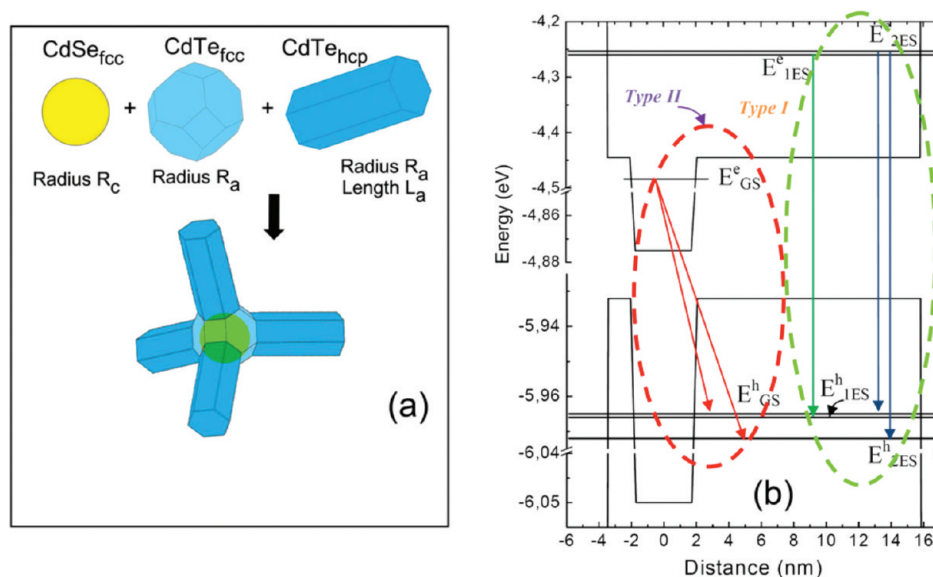 CdSefcc
CdTefcc
CdTehcp
+
+
Radius Rc
Radius Ra
Radius Ra
Length La
(a)
-4,2
-4,3
-4,4
-4,5
-4,86
-4,88
-5,94
-5,96
-6,04
-6,05
Energy (eV)
E 2ES
Ee1ES
Type II
Type I
EeGS
EhGS
Eh1ES
Eh2ES
(b)
-6 -4 -2 0 2 4 6 8 10 12 14 16
Distance (nm)